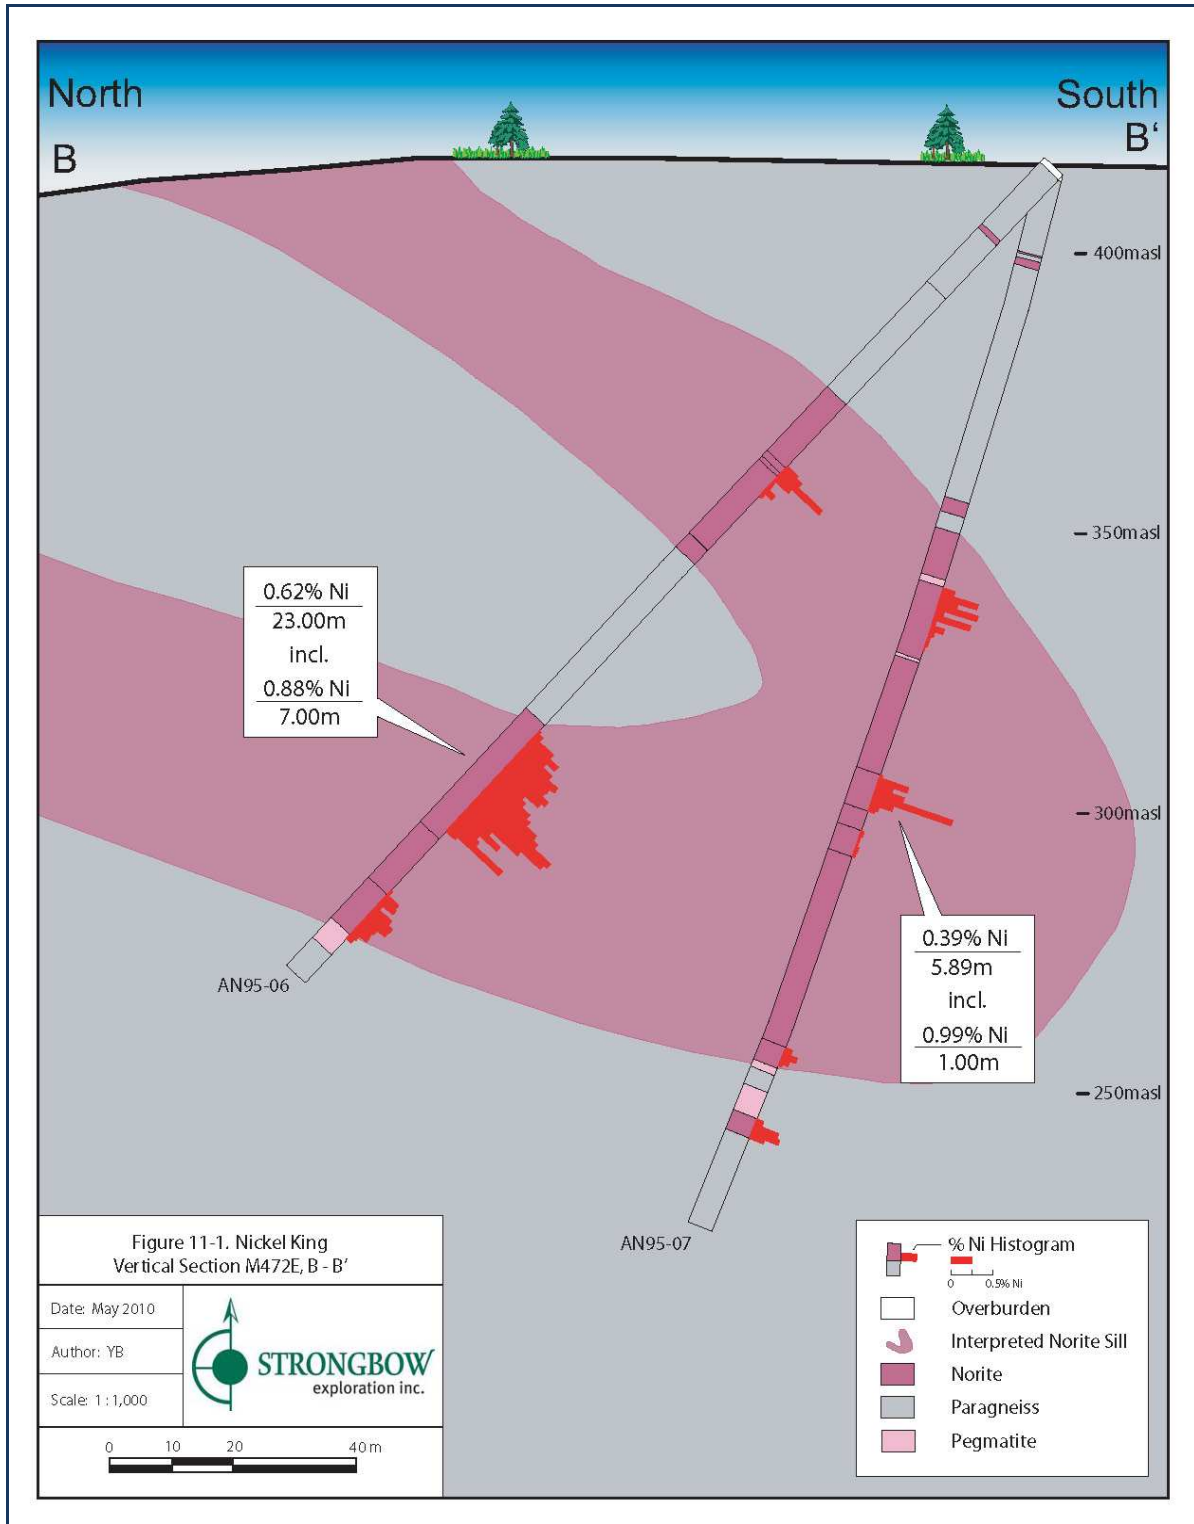 North
South
B
B'
400masl
350masl
0.62% Ni
23.00m
incl.
0.88% Ni
7.00m
300masl
0.39% Ni
5.89m
incl.
0.99% Ni
1.00m
AN95-06
250masl
AN95-07
Figure 11-1. Nickel King
Vertical Section M472E, B - B'
Date: May 2010
Author: YB
Scale: 1 : 1,000
STRONGBOW
exploration inc.
0 10 20 40 m
% Ni Histogram
0 0.5% Ni
Overburden
Interpreted Norite Sill
Norite
Paragneiss
Pegmatite